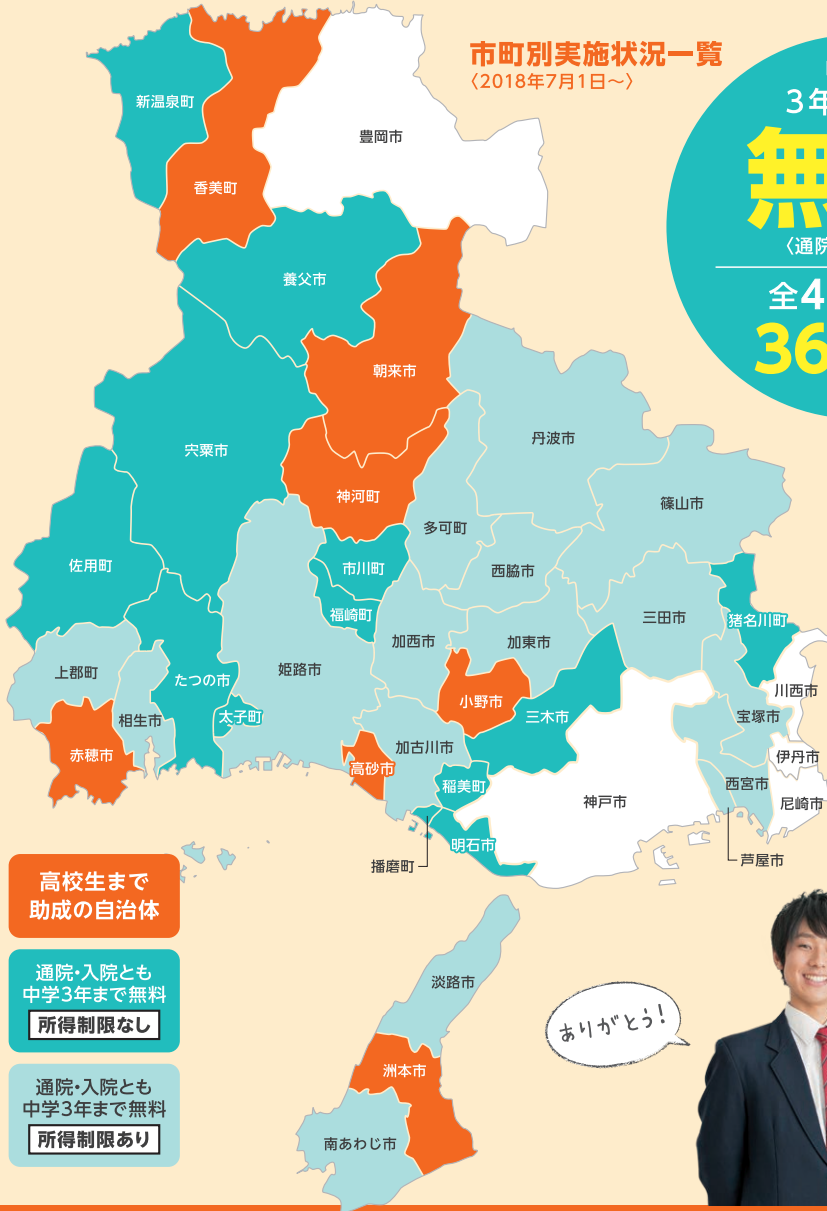 市町別実施状況一覧
〈2018年7月1日〜〉
3年
無
〈通院
全4
36
新温泉町
香美町
豊岡市
養父市
朝来市
宍粟市
神河町
丹波市
篠山市
多可町
西脇市
佐用町
市川町
福崎町
加西市
加東市
三田市
猪名川町
上郡町
たつの市
姫路市
太子町
相生市
赤穂市
小野市
三木市
川西市
宝塚市
加古川市
高砂市
稲美町
伊丹市
西宮市
尼崎市
神戸市
明石市
播磨町
芦屋市
淡路市
洲本市
南あわじ市
高校生まで
助成の自治体
通院・入院とも
中学3年まで無料
所得制限なし
通院・入院とも
中学3年まで無料
所得制限あり
ありがとう!